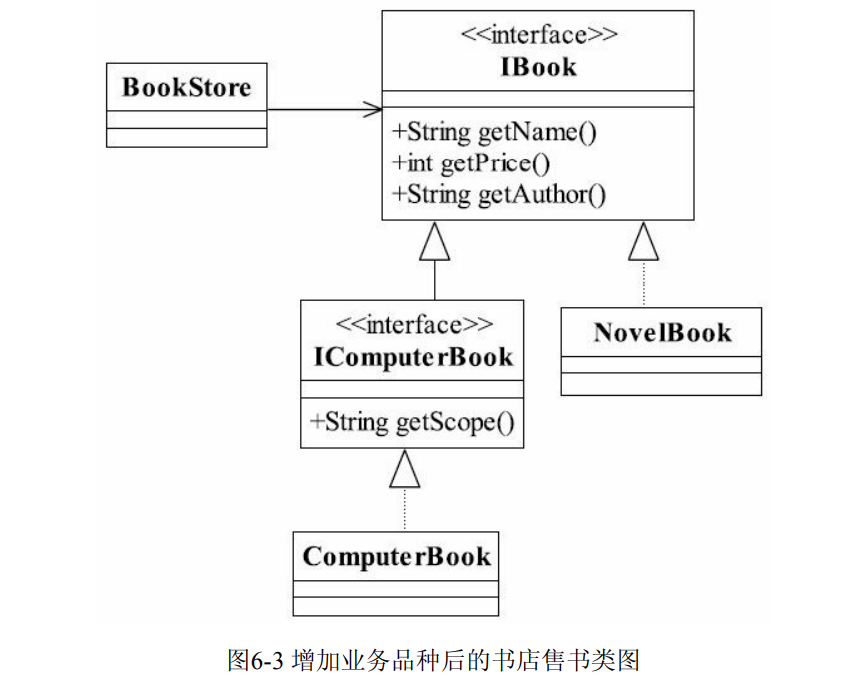 <<interface>>
IBook
BookStore
+String getName()
+int getPrice()
+String getAuthor()
<<interface>>
IComputerBook
+String getScope()
NovelBook
ComputerBook
图6-3 增加业务品种后的书店售书类图